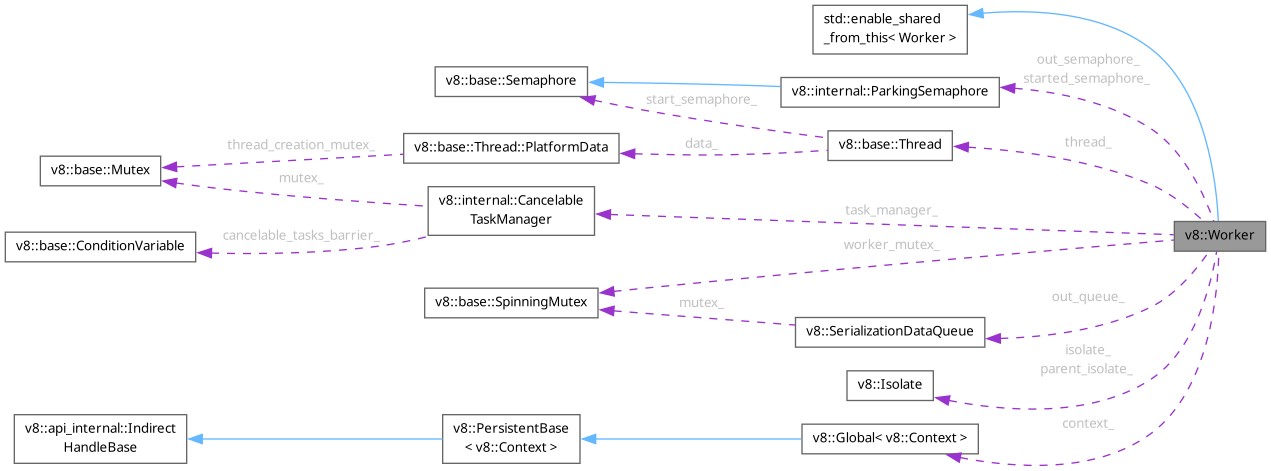 std::enable_shared
_from_this< Worker >
out_semaphore_
started_semaphore_
v8::base::Semaphore
v8::internal::ParkingSemaphore
start_semaphore_
thread_creation_mutex_
v8::base::Thread::PlatformData
data_
v8::base::Thread
thread_
v8::base::Mutex
mutex_
v8::internal::Cancelable
TaskManager
task_manager_
v8::Worker
cancelable_tasks_barrier_
v8::base::ConditionVariable
worker_mutex_
v8::base::SpinningMutex
mutex_
out_queue_
v8::SerializationDataQueue
isolate_
parent_isolate_
v8::Isolate
v8::api_internal::Indirect
HandleBase
v8::PersistentBase
< v8::Context >
v8::Global< v8::Context >
context_